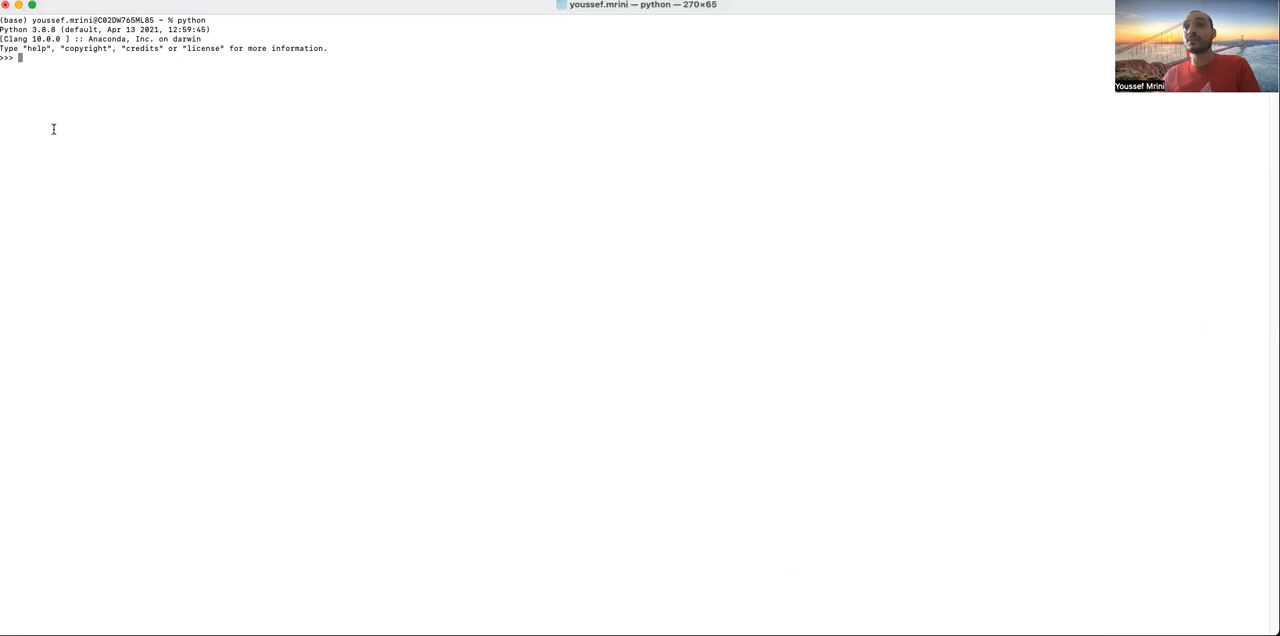 youssef.mrini — python — 270×65
(base) youssef.mrini@C02DW765ML85 ~ % python
Python 3.8.8 (default, Apr 13 2021, 12:59:45)
[Clang 10.0.0 ] :: Anaconda, Inc. on darwin
Type "help", "copyright", "credits" or "license" for more information.
>>>
Youssef Mrini